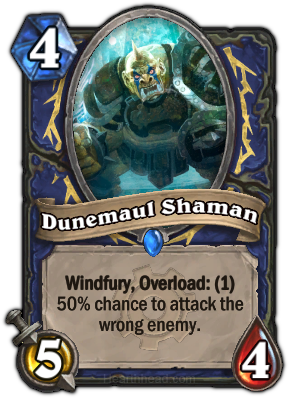 4
Dunemaul Shaman
Windfury, Overload: (1)
50% chance to attack the
wrong enemy.
5
4